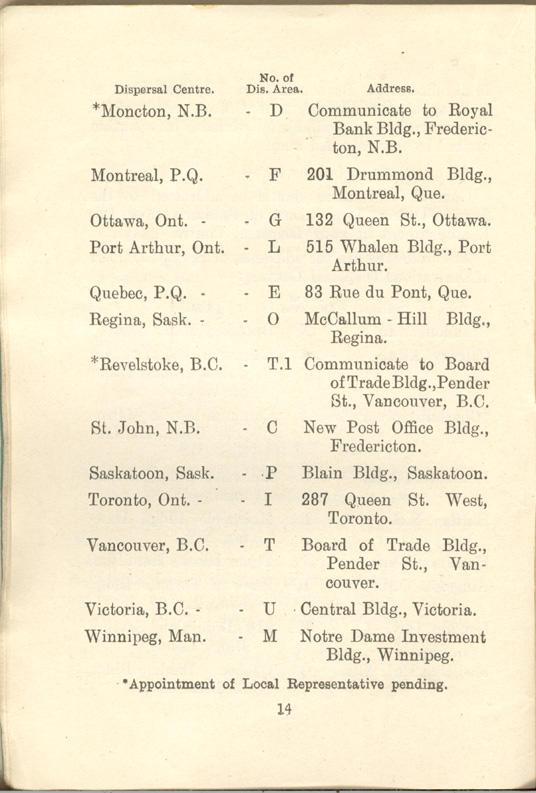 No. of
Dispersal Centre. Dis. Area. Address.
*Moncton, N.B. - D Communicate to Royal
Bank Bldg., Frederic-
ton, N.B.
Montreal, P.Q. - F 201 Drummond Bldg.,
Montreal, Que.
Ottawa, Ont. - - G 132 Queen St., Ottawa.
Port Arthur, Ont. - L 515 Whalen Bldg., Port
Arthur.
Quebec, P.Q. - - E 83 Rue du Pont, Que.
Regina, Sask. - - O McCallum - Hill Bldg.,
Regina.
*Revelstoke, B.C. - T.1 Communicate to Board
of Trade Bldg., Pender
St., Vancouver, B.C.
St. John, N.B. - C New Post Office Bldg.,
Fredericton.
Saskatoon, Sask. - P Blain Bldg., Saskatoon.
Toronto, Ont. - - I 287 Queen St. West,
Toronto.
Vancouver, B.C. - T Board of Trade Bldg.,
Pender St., Van-
couver.
Victoria, B.C. - - U Central Bldg., Victoria.
Winnipeg, Man. - M Notre Dame Investment
Bldg., Winnipeg.
*Appointment of Local Representative pending.
14